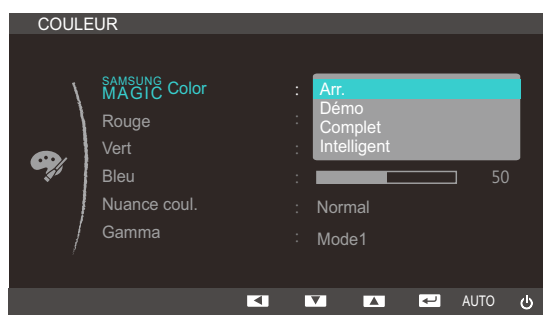 COULEUR
SAMSUNG
MAGIC Color : Arr.
Démo
Rouge :
Complet
Vert :
Intelligent
Bleu : 50
Nuance coul. : Normal
Gamma : Mode1
AUTO